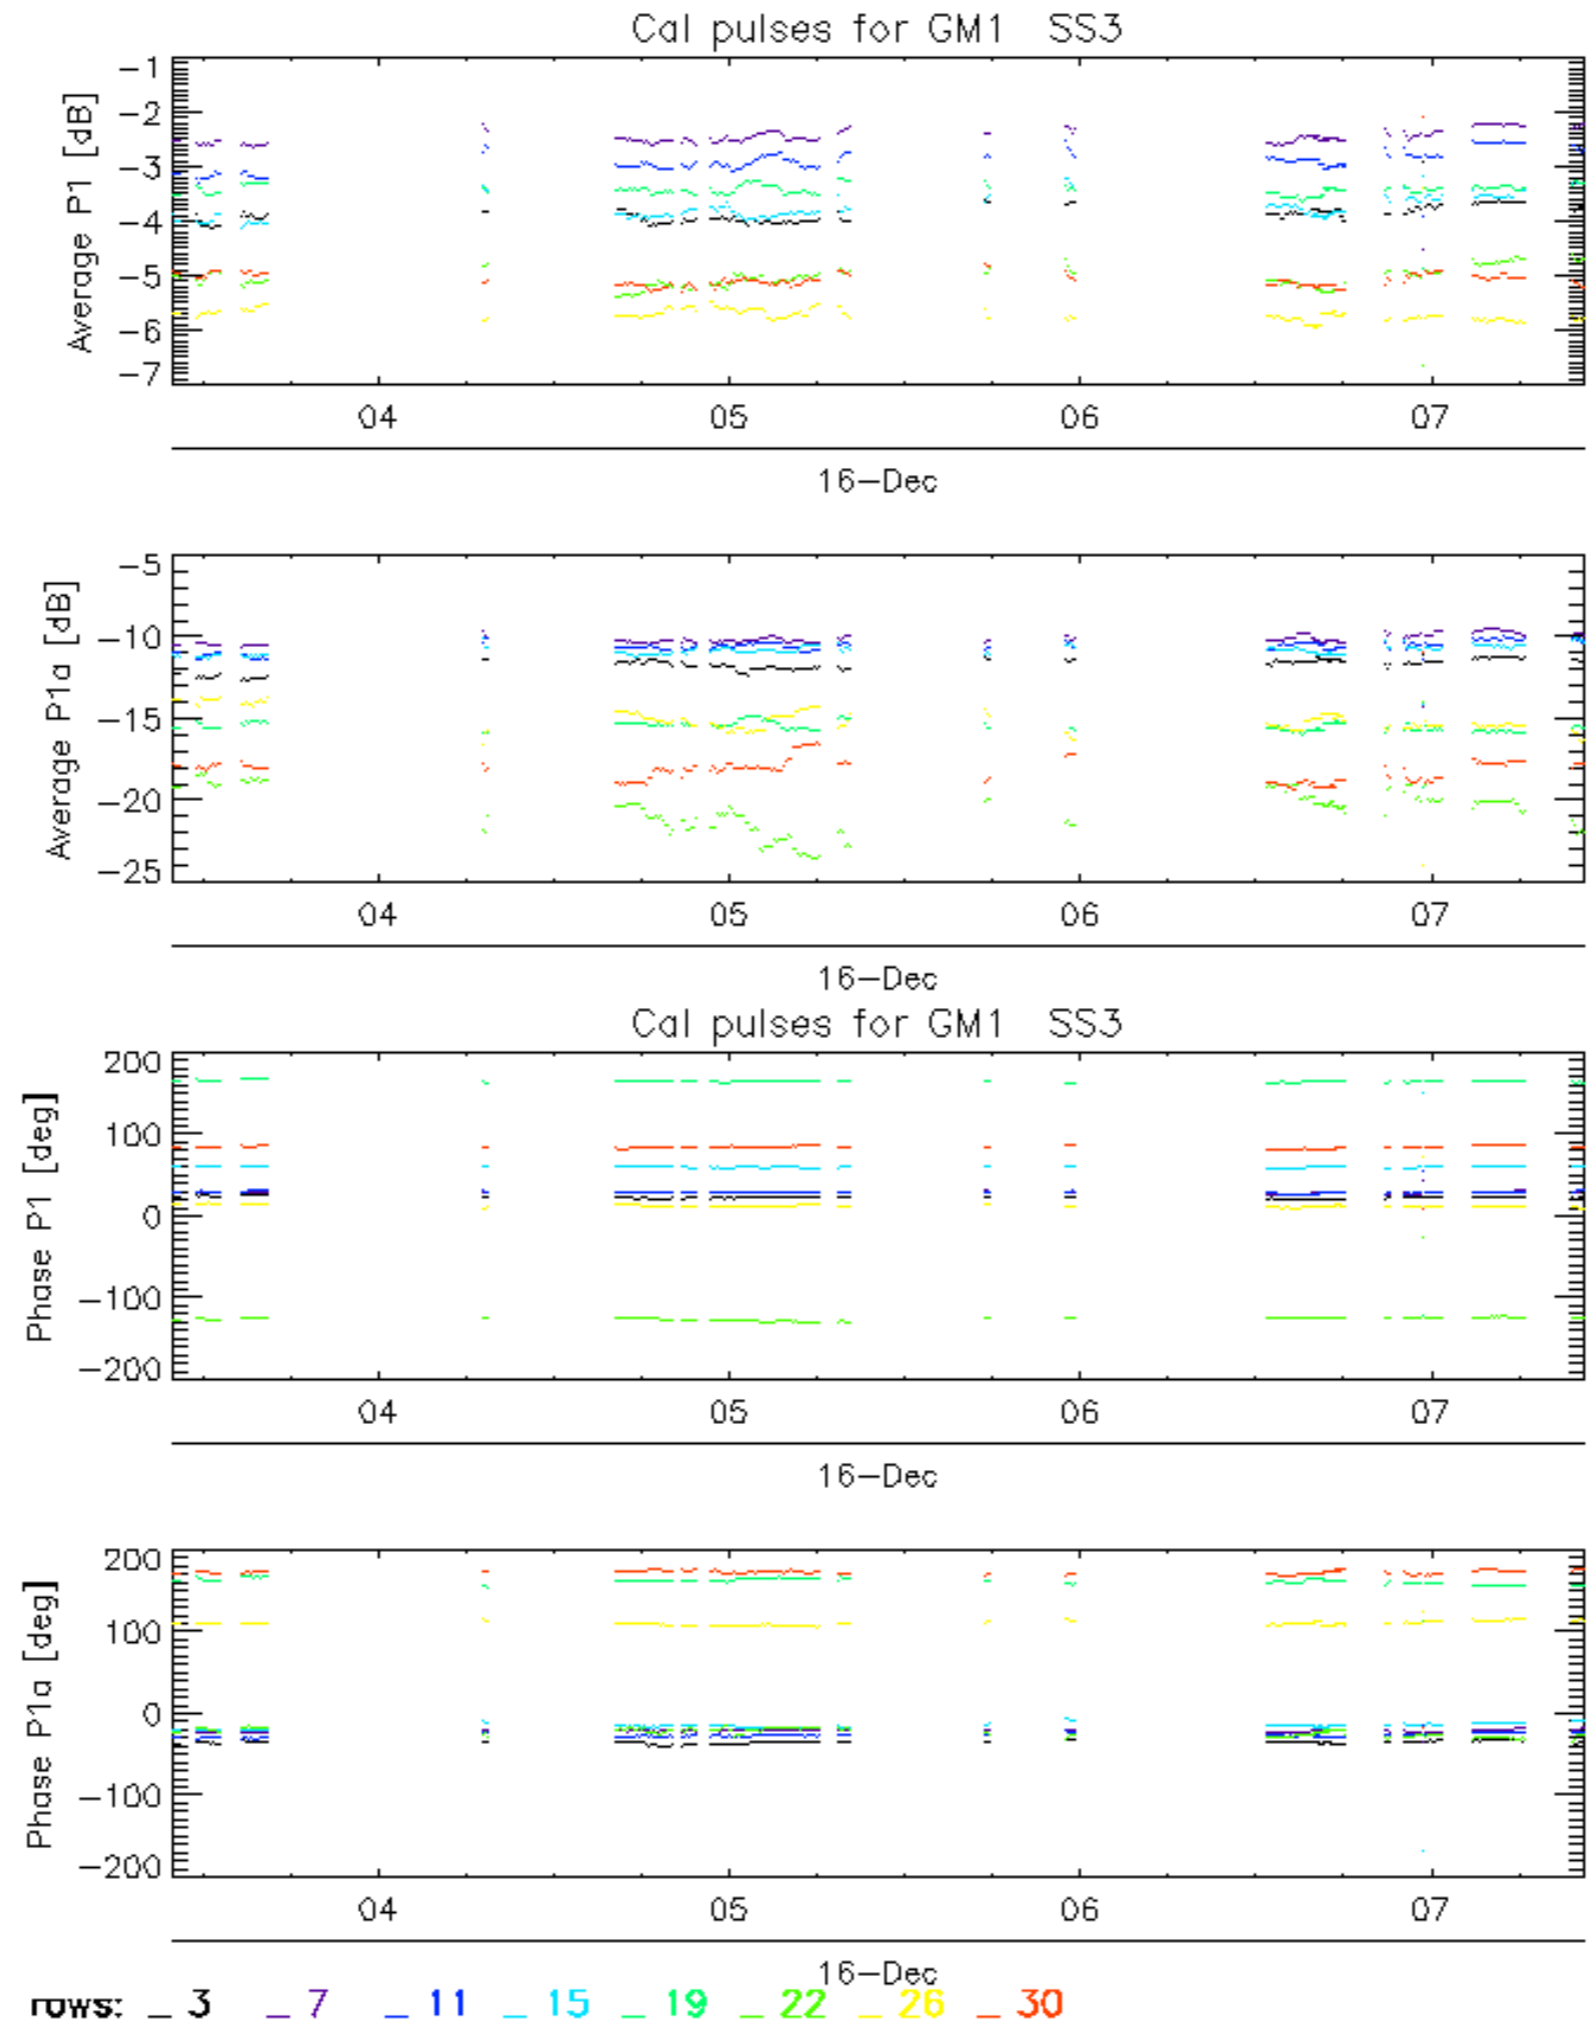 Cal pulses for GM1 SS3
Average P1 [dB]
-1
-2
-3
-4
-5
-6
-7
04 05 06 07
16-Dec
Average P1a [dB]
-5
-10
-15
-20
-25
04 05 06 07
16-Dec
Cal pulses for GM1 SS3
Phase P1 [deg]
200
100
0
-100
-200
04 05 06 07
16-Dec
Phase P1a [deg]
200
100
0
-100
-200
04 05 06 07
16-Dec
rows: _ 3 _ 7 _ 11 _ 15 _ 19 _ 22 _ 26 _ 30